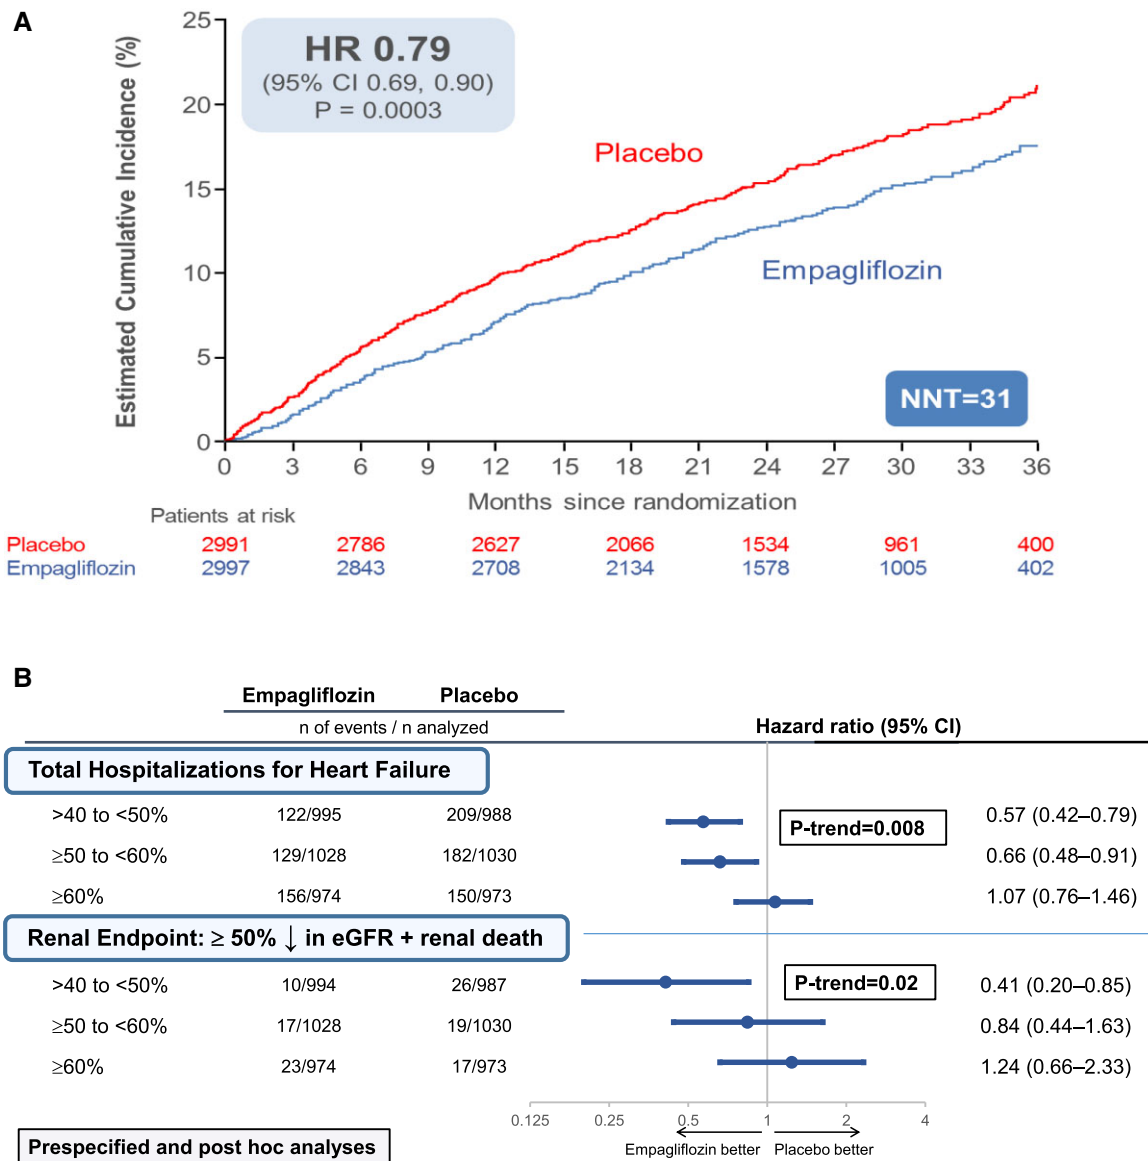 A
HR 0.79
(95% CI 0.69, 0.90)
P = 0.0003
Estimated Cumulative Incidence (%)
25
20
15
10
5
0
Placebo
Empagliflozin
NNT=31
0 3 6 9 12 15 18 21 24 27 30 33 36
Months since randomization
Patients at risk
Placebo 2991 2786 2627 2066 1534 961 400
Empagliflozin 2997 2843 2708 2134 1578 1005 402
B
Empagliflozin Placebo
n of events / n analyzed Hazard ratio (95% CI)
Total Hospitalizations for Heart Failure
>40 to <50% 122/995 209/988 P-trend=0.008 0.57 (0.42–0.79)
≥50 to <60% 129/1028 182/1030 0.66 (0.48–0.91)
≥60% 156/974 150/973 1.07 (0.76–1.46)
Renal Endpoint: ≥ 50% ↓ in eGFR + renal death
>40 to <50% 10/994 26/987 P-trend=0.02 0.41 (0.20–0.85)
≥50 to <60% 17/1028 19/1030 0.84 (0.44–1.63)
≥60% 23/974 17/973 1.24 (0.66–2.33)
0.125 0.25 0.5 1 2 4
Empagliflozin better Placebo better
Prespecified and post hoc analyses